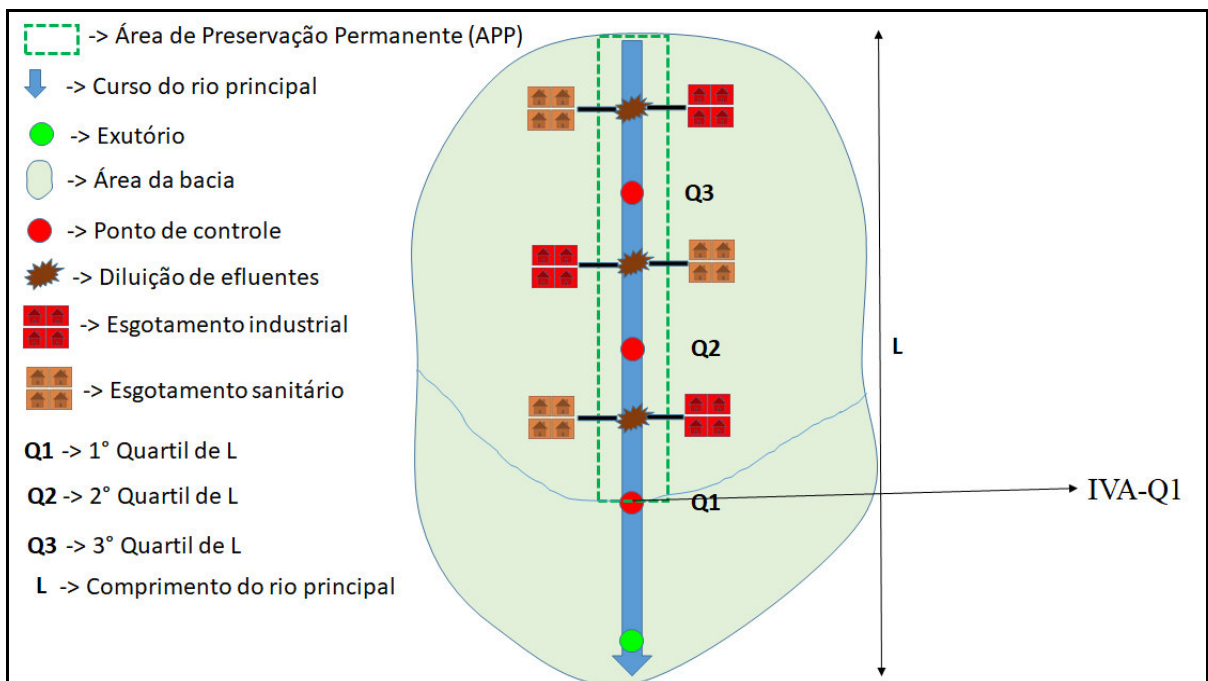 -> Área de Preservação Permanente (APP)
-> Curso do rio principal
-> Exutório
-> Área da bacia
-> Ponto de controle
-> Diluição de efluentes
-> Esgotamento industrial
-> Esgotamento sanitário
Q1 -> 1° Quartil de L
Q2 -> 2° Quartil de L
Q3 -> 3° Quartil de L
L -> Comprimento do rio principal
Q3
Q2
L
Q1
IVA-Q1